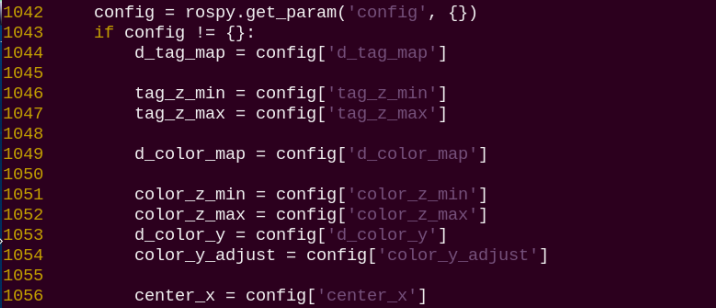 1042     config = rospy.get_param('config', {})
1043     if config != {}:
1044         d_tag_map = config['d_tag_map']
1045
1046         tag_z_min = config['tag_z_min']
1047         tag_z_max = config['tag_z_max']
1048
1049         d_color_map = config['d_color_map']
1050
1051         color_z_min = config['color_z_min']
1052         color_z_max = config['color_z_max']
1053         d_color_y = config['d_color_y']
1054         color_y_adjust = config['color_y_adjust']
1055
1056         center_x = config['center_x']